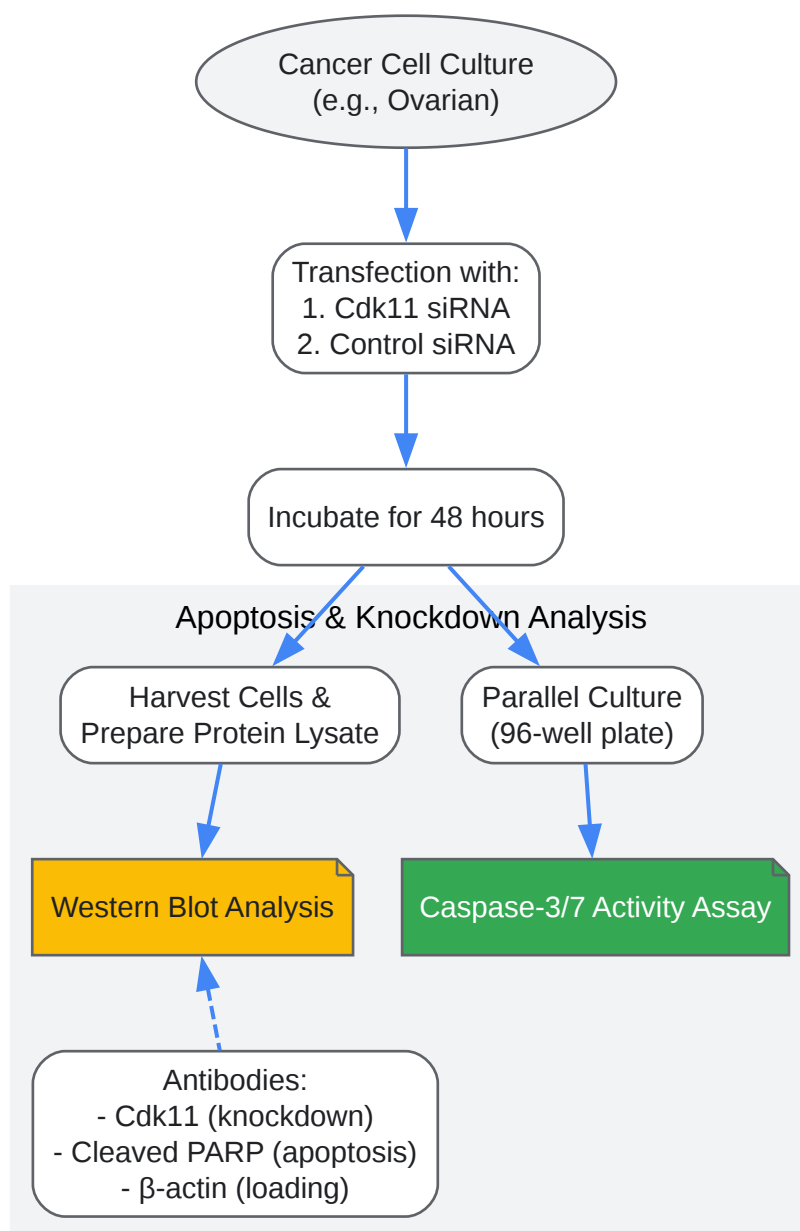 Cancer Cell Culture
(e.g., Ovarian)
Transfection with:
1. Cdk11 siRNA
2. Control siRNA
Incubate for 48 hours
Apoptosis & Knockdown Analysis
Harvest Cells &
Prepare Protein Lysate
Parallel Culture
(96-well plate)
Western Blot Analysis
Caspase-3/7 Activity Assay
Antibodies:
- Cdk11 (knockdown)
- Cleaved PARP (apoptosis)
- β-actin (loading)